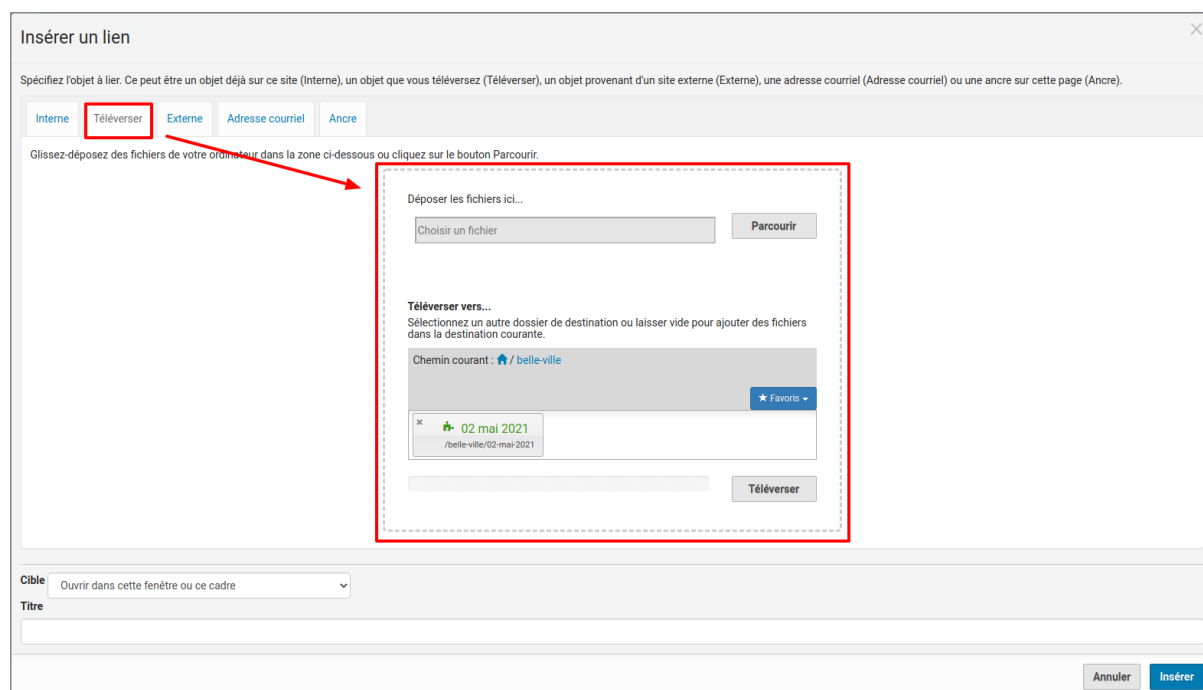 Insérer un lien
Spécifiez l'objet à lier. Ce peut être un objet déjà sur ce site (Interne), un objet que vous téléversez (Téléverser), un objet provenant d'un site externe (Externe), une adresse courriel (Adresse courriel) ou une ancre sur cette page (Ancre).
Interne Téléverser Externe Adresse courriel Ancre
Glissez-déposez des fichiers de votre ordinateur dans la zone ci-dessous ou cliquez sur le bouton Parcourir.
Déposer les fichiers ici...
Choisir un fichier Parcourir
Téléverser vers...
Sélectionnez un autre dossier de destination ou laisser vide pour ajouter des fichiers
dans la destination courante.
Chemin courant : / belle-ville
Favoris
02 mai 2021
/belle-ville/02-mai-2021
Téléverser
Cible Ouvrir dans cette fenêtre ou ce cadre
Titre
Annuler Insérer